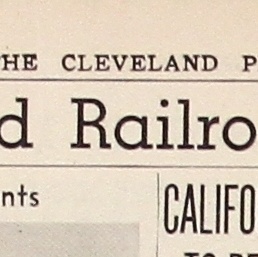 HE CLEVELAND P
d Railro
nts
CALIFO